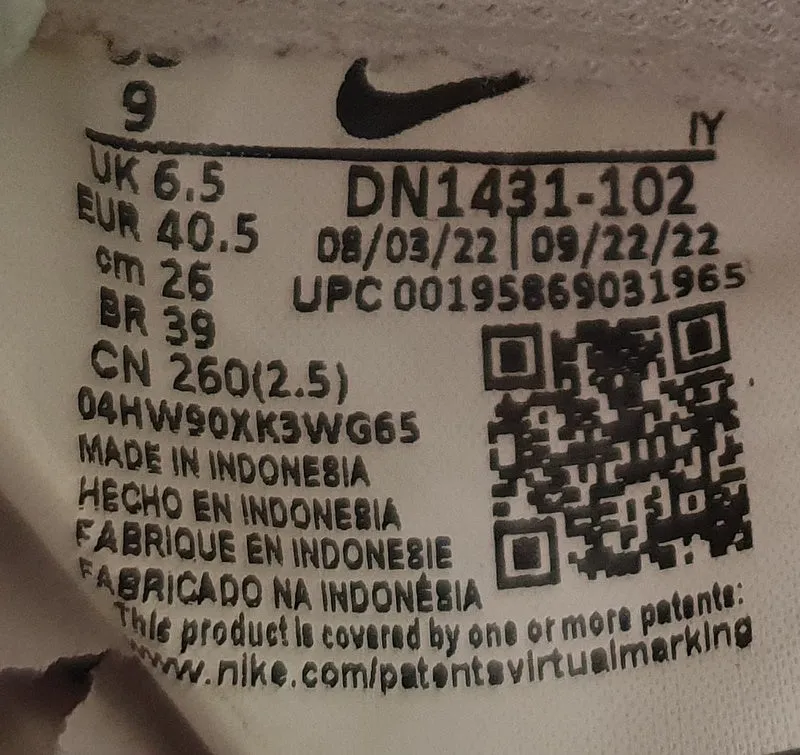 9
IY
UK 6.5
EUR 40.5
cm 26
BR 39
CN 260(2.5)
DN1431-102
08/03/22 | 09/22/22
UPC 00195869031965
04HW90XK3WG65
MADE IN INDONESIA
HECHO EN INDONESIA
FABRIQUE EN INDONESIE
FABRICADO NA INDONÉSIA
This product is covered by one or more patents:
www.nike.com/patentsvirtualmarking